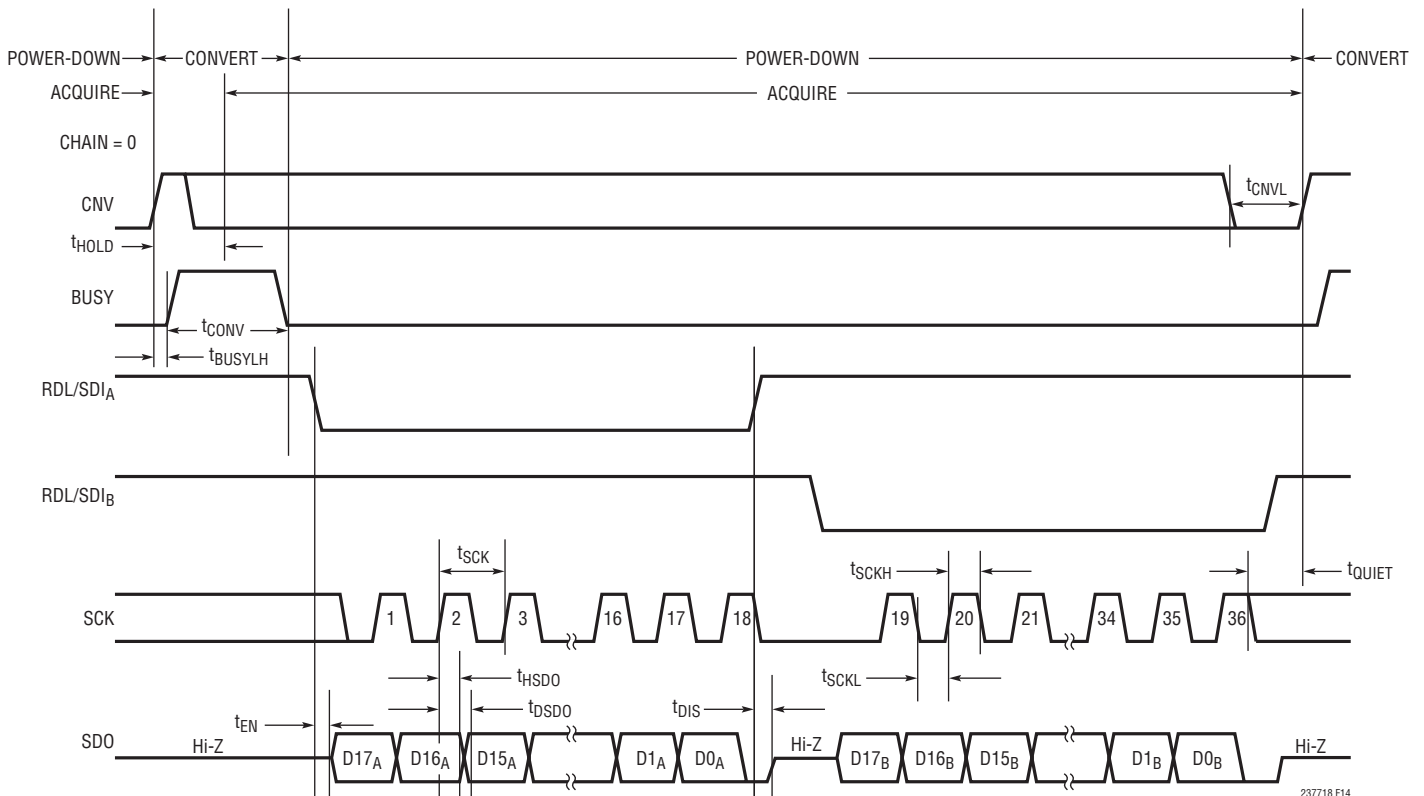 POWER-DOWN CONVERT POWER-DOWN CONVERT
ACQUIRE ACQUIRE
CHAIN = 0
CNV tCNVL
tHOLD
BUSY
tCONV
tBUSYLH
RDL/SDIA
RDL/SDIB
tSCK tSCKH tQUIET
SCK 1 2 3 16 17 18 19 20 21 34 35 36
tHSDO tSCKL
tDSDO tDIS
tEN
SDO Hi-Z D17A D16A D15A D1A D0A Hi-Z D17B D16B D15B D1B D0B Hi-Z
237718 F14